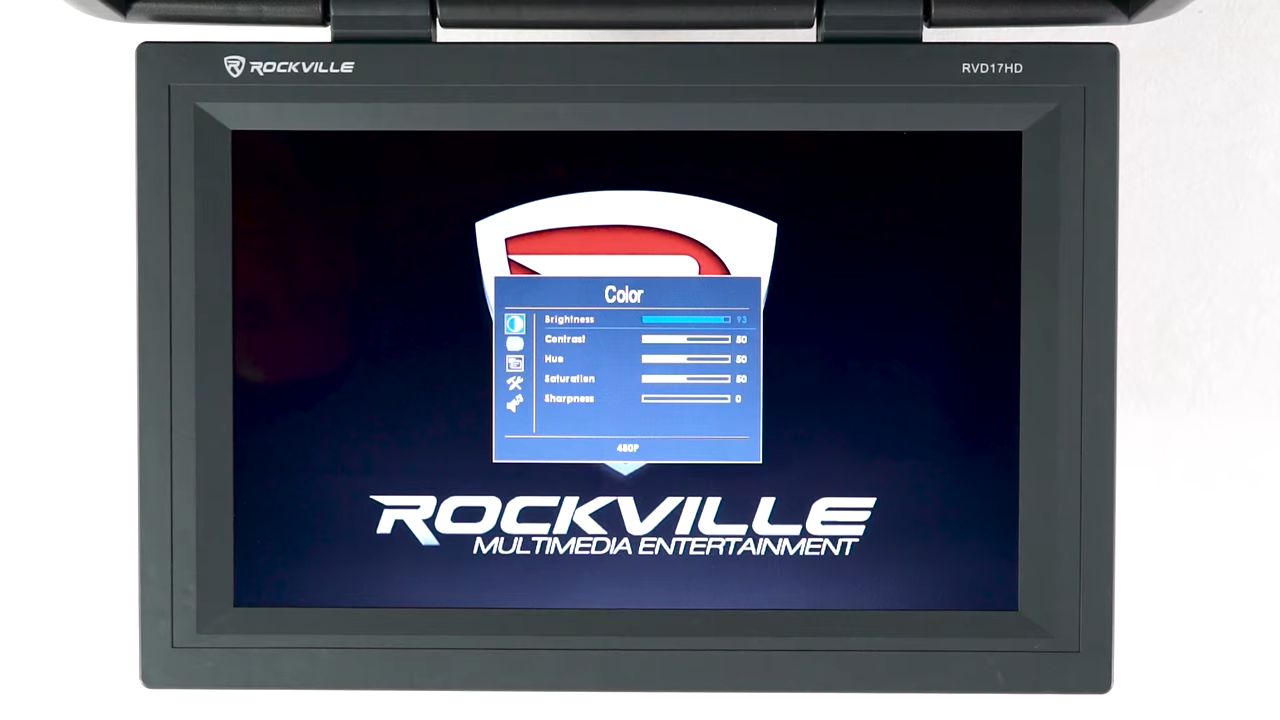 ROCKVILLE
RVD17HD
Color
Brightness 93
Contrast 50
Hue 50
Saturation 50
Sharpness 0
480P
ROCKVILLE
MULTIMEDIA ENTERTAINMENT